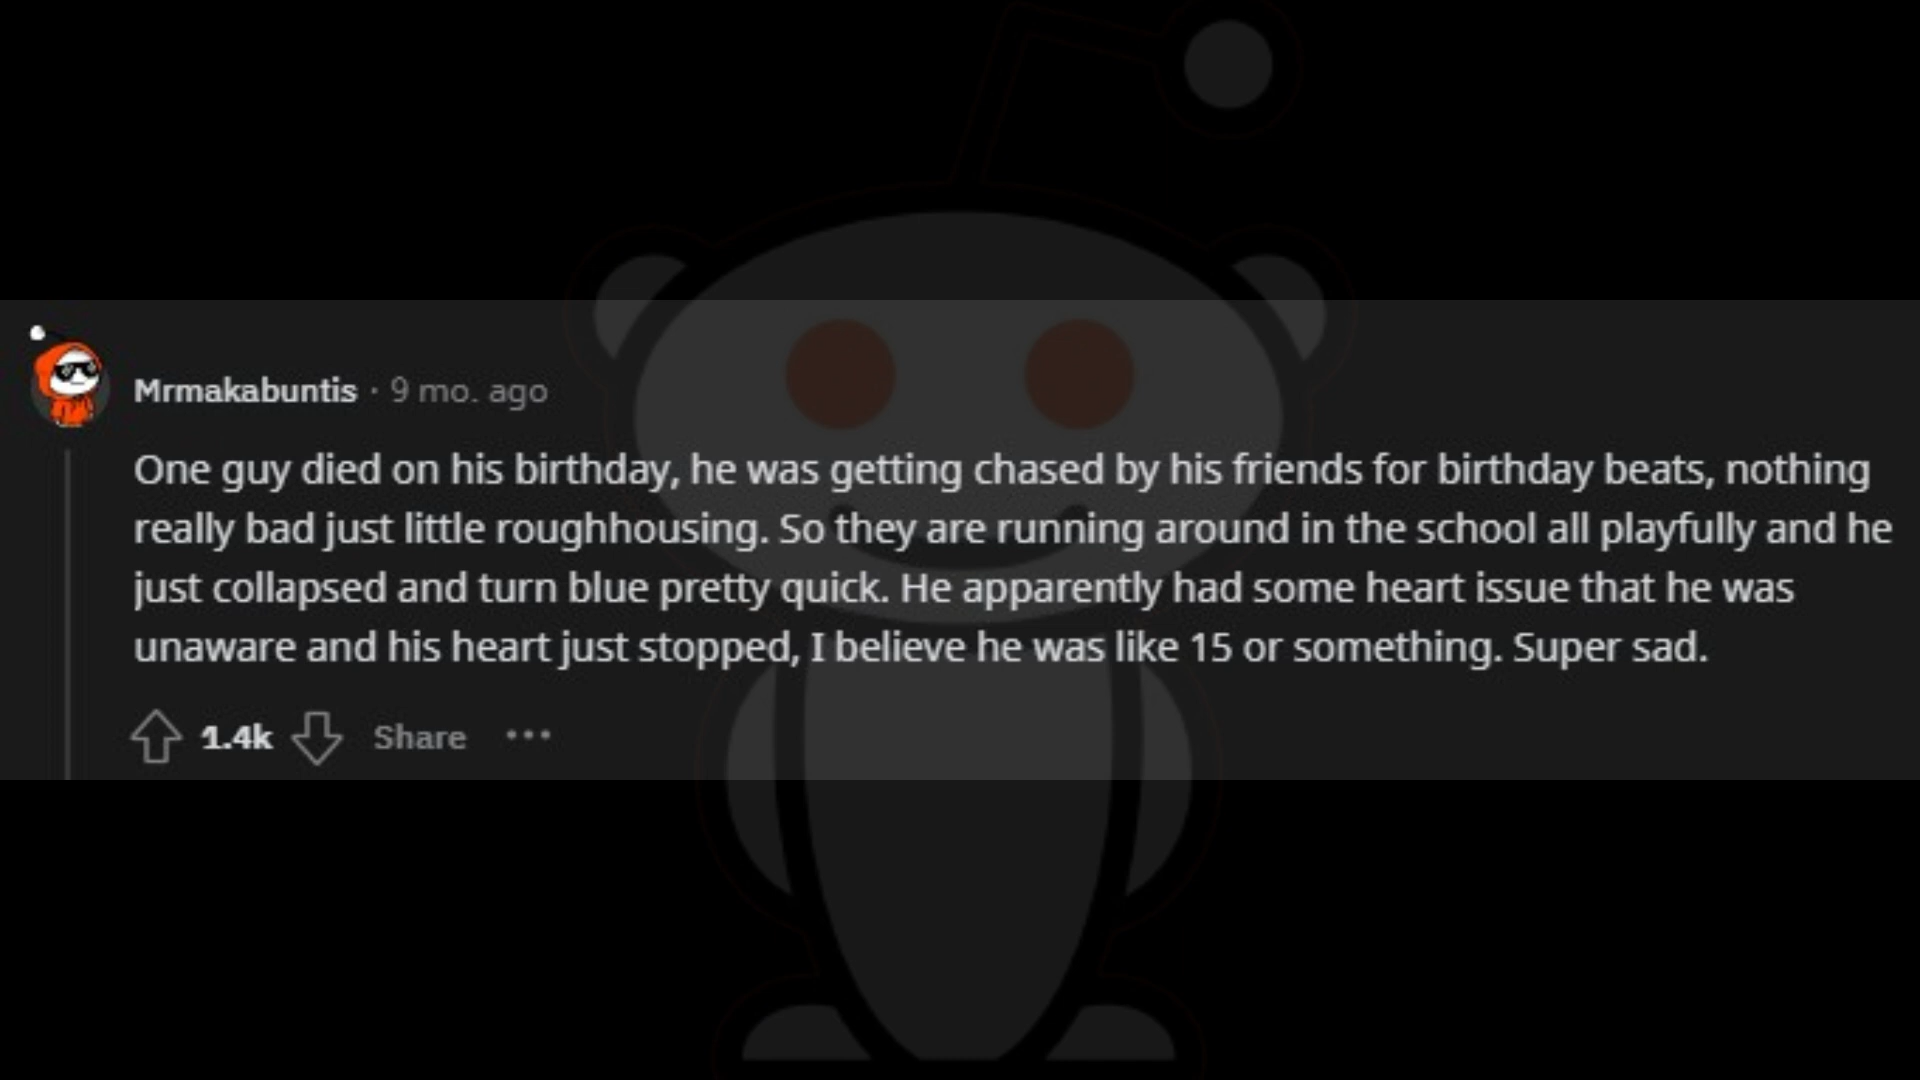 Mrmakabuntis · 9 mo. ago
One guy died on his birthday, he was getting chased by his friends for birthday beats, nothing
really bad just little roughhousing. So they are running around in the school all playfully and he
just collapsed and turn blue pretty quick. He apparently had some heart issue that he was
unaware and his heart just stopped, I believe he was like 15 or something. Super sad.
1.4k Share ···